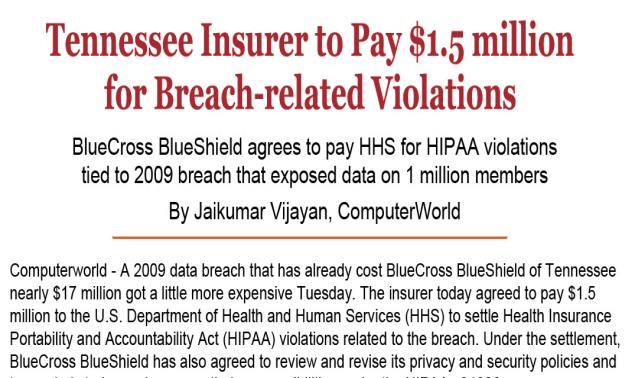 Tennessee Insurer to Pay $1.5 million
for Breach-related Violations
BlueCross BlueShield agrees to pay HHS for HIPAA violations
tied to 2009 breach that exposed data on 1 million members
By Jaikumar Vijayan, ComputerWorld
Computerworld - A 2009 data breach that has already cost BlueCross BlueShield of Tennessee
nearly $17 million got a little more expensive Tuesday. The insurer today agreed to pay $1.5
million to the U.S. Department of Health and Human Services (HHS) to settle Health Insurance
Portability and Accountability Act (HIPAA) violations related to the breach. Under the settlement,
BlueCross BlueShield has also agreed to review and revise its privacy and security policies and